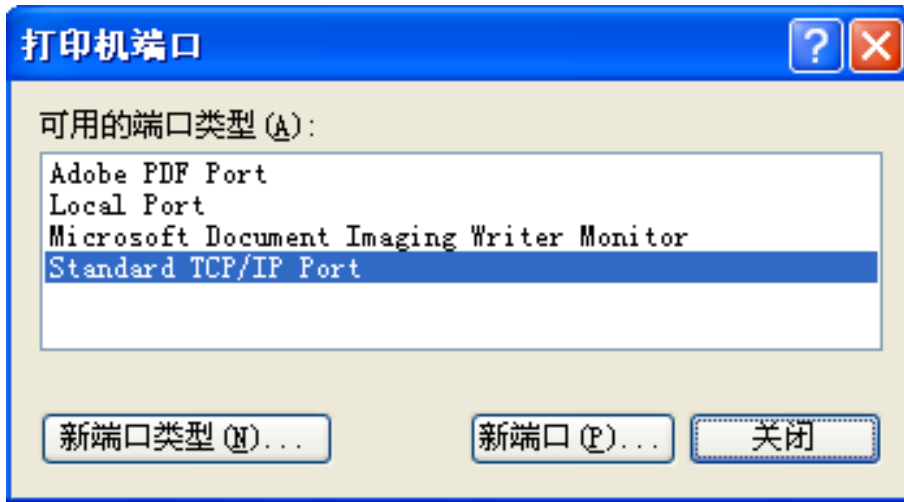 打印机端口
可用的端口类型(A):
Adobe PDF Port
Local Port
Microsoft Document Imaging Writer Monitor
Standard TCP/IP Port
新端口类型(N)... 新端口(P)... 关闭